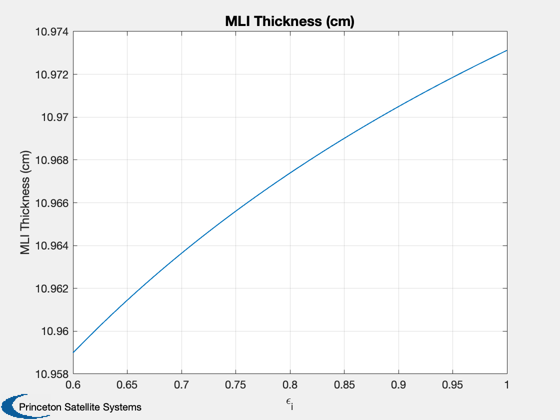 MLI Thickness (cm)
10.974
10.972
10.97
10.968
10.966
10.964
10.962
10.96
10.958
MLI Thickness (cm)
0.6 0.65 0.7 0.75 0.8 0.85 0.9 0.95 1
ϵi
Princeton Satellite Systems